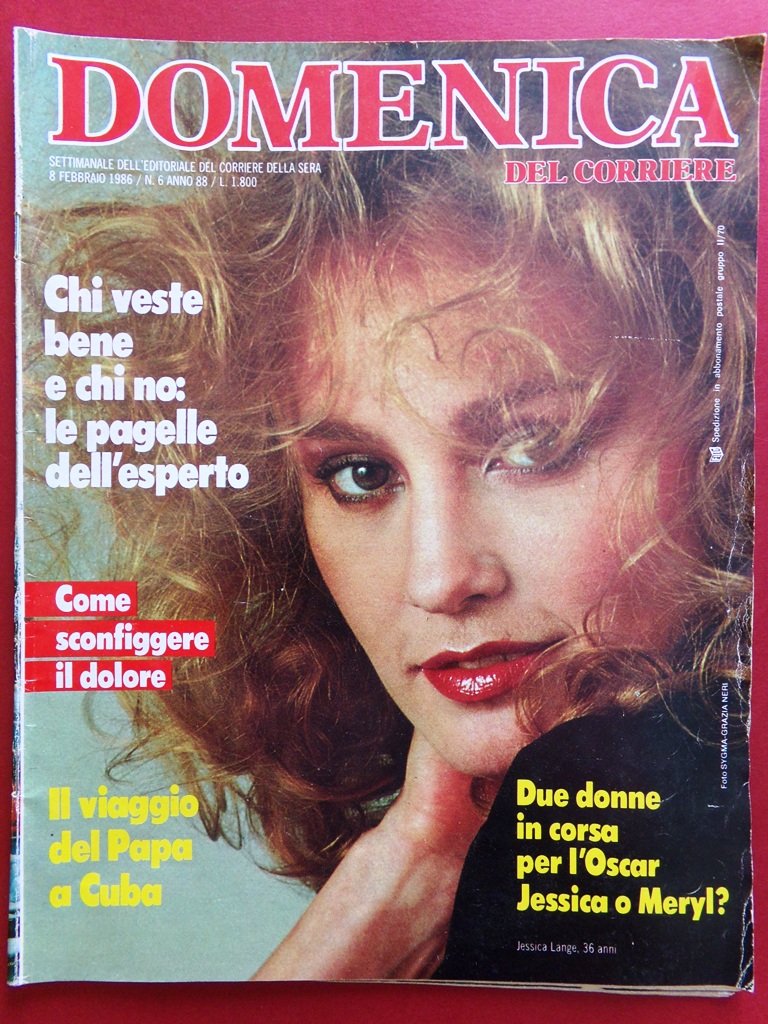 DOMENICA
DEL CORRIERE
SETTIMANALE DELL'EDITORIALE DEL CORRIERE DELLA SERA
8 FEBBRAIO 1986 / N. 6 ANNO 88 / L. 1.800
Spedizione in abbonamento postale gruppo II/70
Chi veste
bene
e chi no:
le pagelle
dell'esperto
Come
sconfiggere
il dolore
Il viaggio
del Papa
a Cuba
Foto SYGMA-GRAZIA NERI
Due donne
in corsa
per l'Oscar
Jessica o Meryl?
Jessica Lange, 36 anni